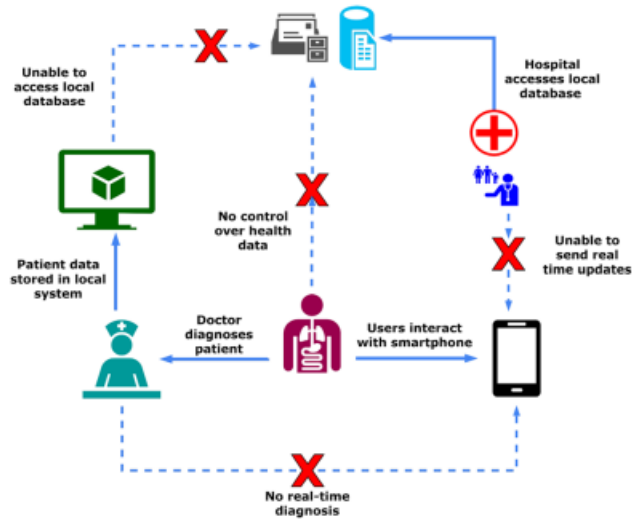 Unable to
access local
database
Hospital
accesses local
database
No control
over health
data
Unable to
send real
time updates
Patient data
stored in local
system
Doctor
diagnoses
patient
Users interact
with smartphone
No real-time
diagnosis